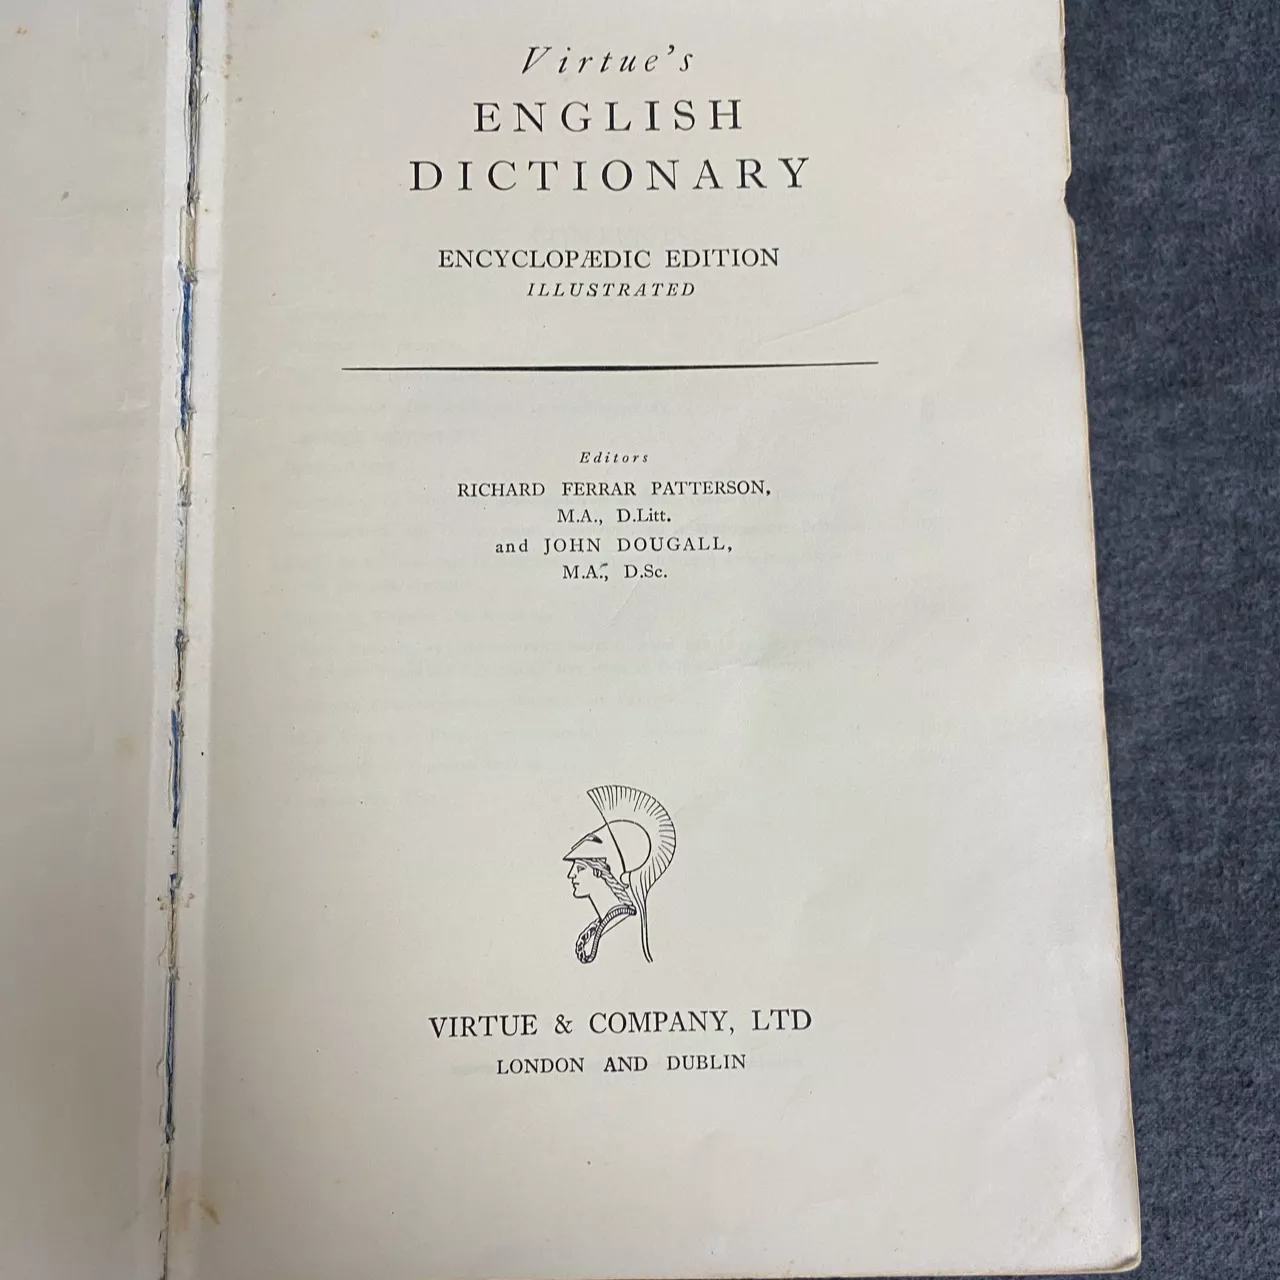 Virtue's
ENGLISH
DICTIONARY
ENCYCLOPÆDIC EDITION
ILLUSTRATED
Editors
RICHARD FERRAR PATTERSON,
M.A., D.Litt.
and JOHN DOUGALL,
M.A., D.Sc.
VIRTUE & COMPANY, LTD
LONDON AND DUBLIN